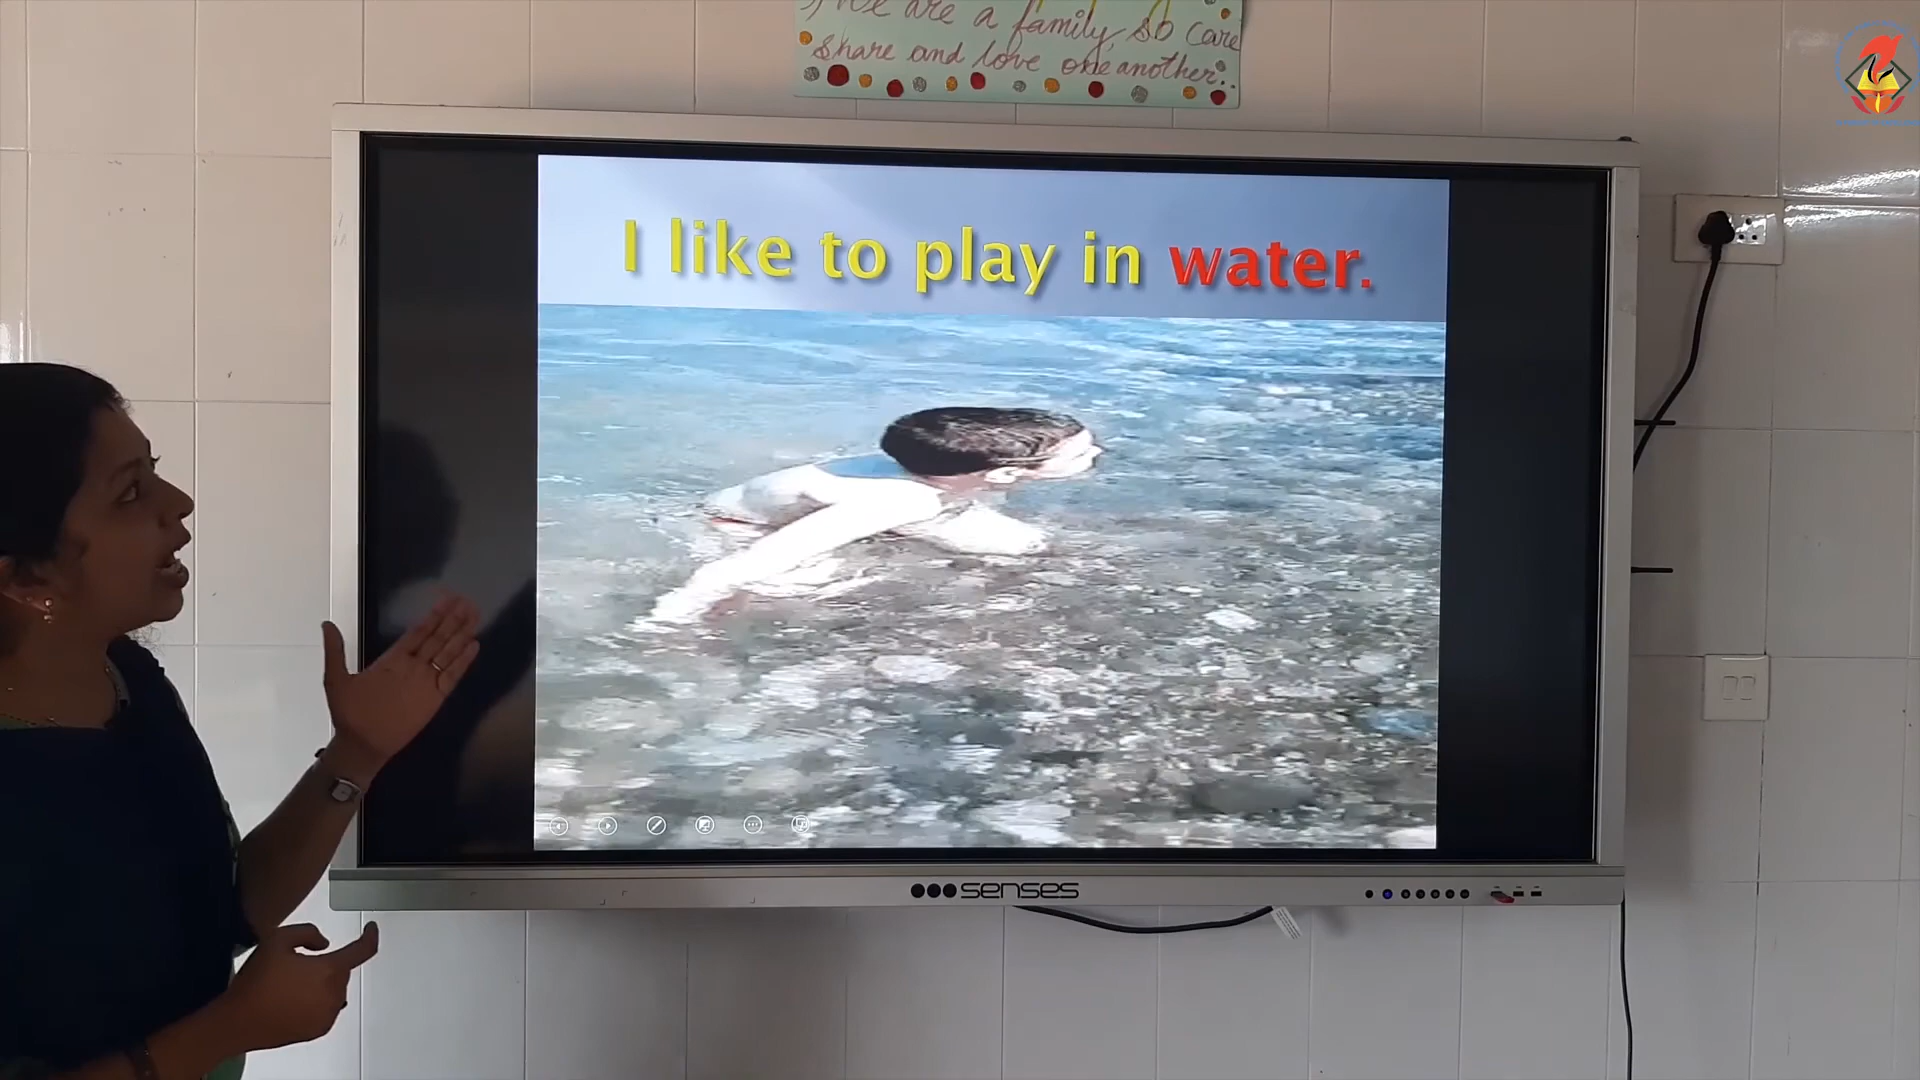 We are a family, so care
share and love one another.
I like to play in water.
senses